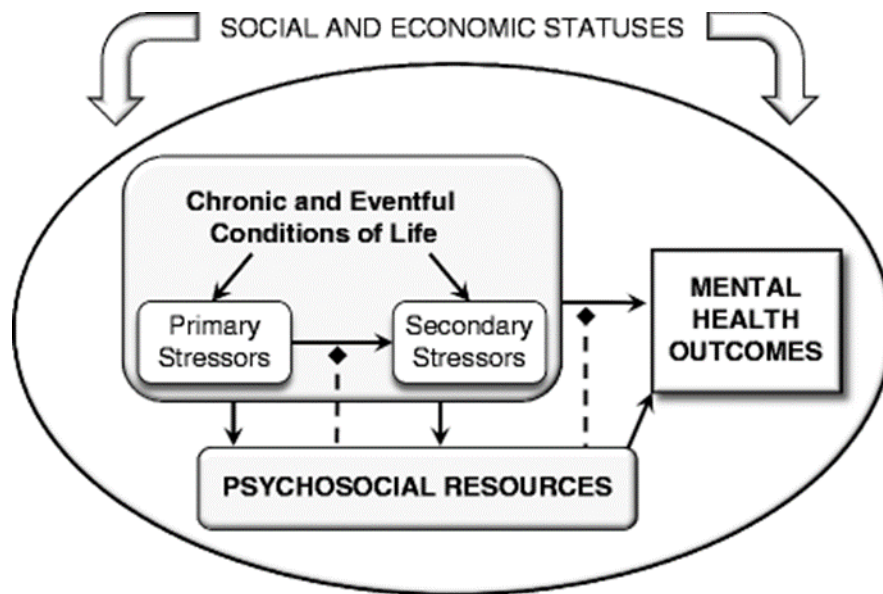 SOCIAL AND ECONOMIC STATUSES
Chronic and Eventful
Conditions of Life
Primary
Stressors
Secondary
Stressors
MENTAL
HEALTH
OUTCOMES
PSYCHOSOCIAL RESOURCES